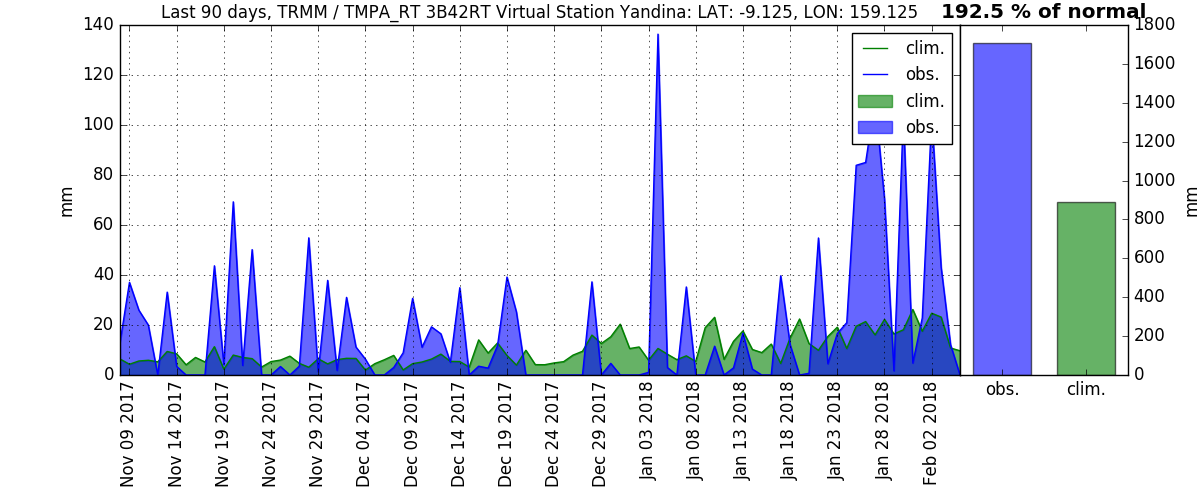 Last 90 days, TRMM / TMPA_RT 3B42RT Virtual Station Yandina: LAT: -9.125, LON: 159.125
192.5 % of normal
140
120
100
80
60
40
20
0
mm
clim.
obs.
clim.
obs.
1800
1600
1400
1200
1000
800
600
400
200
0
mm
Nov 09 2017
Nov 14 2017
Nov 19 2017
Nov 24 2017
Nov 29 2017
Dec 04 2017
Dec 09 2017
Dec 14 2017
Dec 19 2017
Dec 24 2017
Dec 29 2017
Jan 03 2018
Jan 08 2018
Jan 13 2018
Jan 18 2018
Jan 23 2018
Jan 28 2018
Feb 02 2018
obs.
clim.